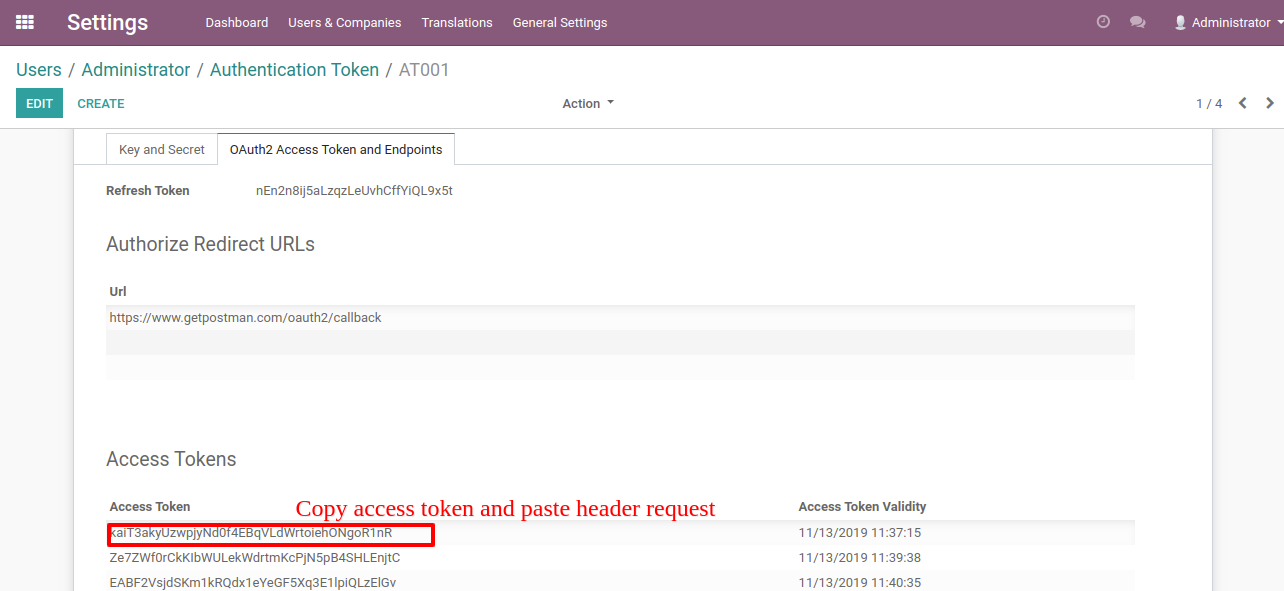 Settings Dashboard Users & Companies Translations General Settings Administrator
Users / Administrator / Authentication Token / AT001
EDIT CREATE Action 1 / 4
Key and Secret OAuth2 Access Token and Endpoints
Refresh Token nEn2n8ij5aLzqzLeUvhCffYiQL9x5t
Authorize Redirect URLs
Url
https://www.getpostman.com/oauth2/callback
Access Tokens
Access Token Copy access token and paste header request Access Token Validity
kaiT3akyUzwpjyNd0f4EBqVLdWrtoiehONgoR1nR 11/13/2019 11:37:15
Ze7ZWf0rCkKIbWULekWdrtmKcPjN5pB4SHLEnjtC 11/13/2019 11:39:38
EABF2VsjdSKm1kRQdx1eYeGF5Xq3E1lpiQLzElGv 11/13/2019 11:40:35